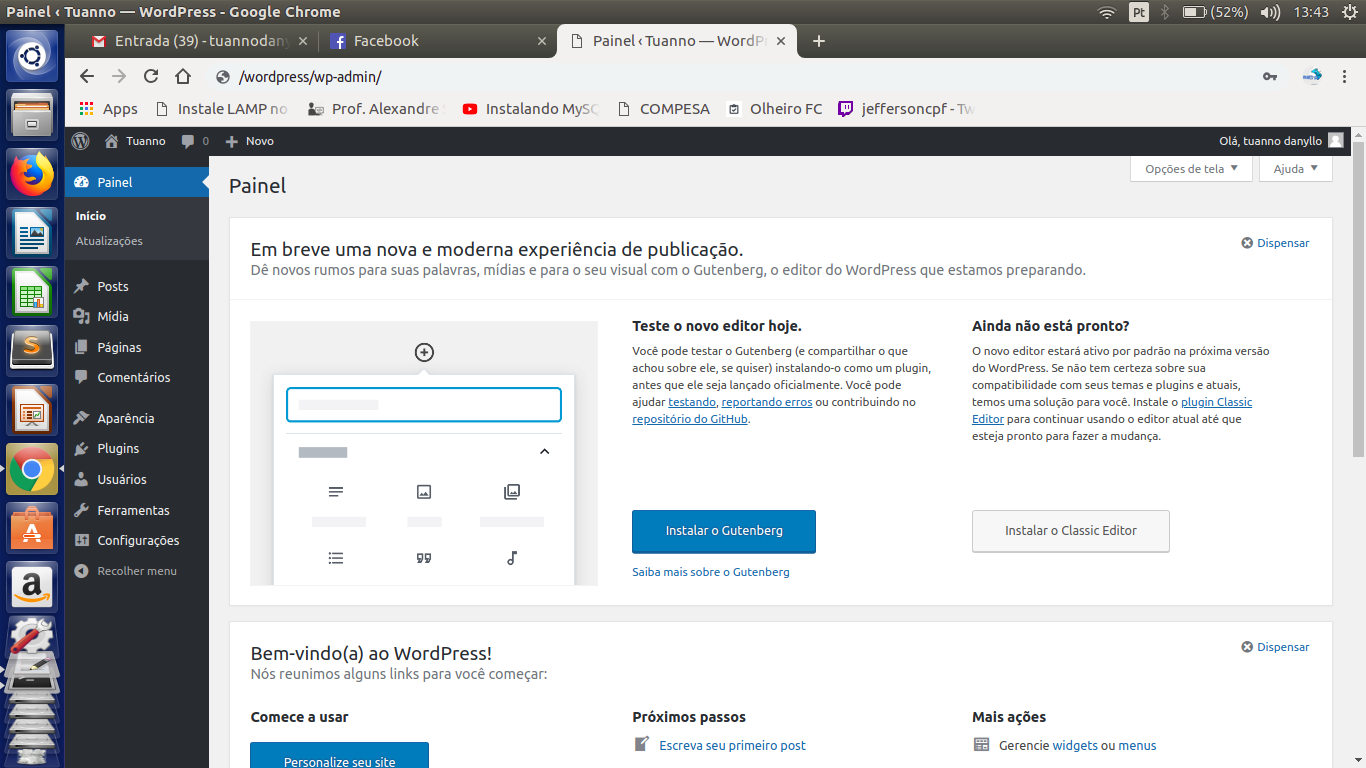 Painel ‹ Tuanno — WordPress - Google Chrome
Pt
(52%)
13:43
Entrada (39) - tuannodany
Facebook
Painel ‹ Tuanno — WordP
/wordpress/wp-admin/
Apps
Instale LAMP no
Prof. Alexandre
Instalando MySQ
COMPESA
Olheiro FC
jeffersoncpf - Tw
Tuanno
0
Novo
Olá, tuanno danyllo
Painel
Início
Atualizações
Posts
Mídia
Páginas
Comentários
Aparência
Plugins
Usuários
Ferramentas
Configurações
Recolher menu
Opções de tela
Ajuda
Painel
Em breve uma nova e moderna experiência de publicação.
Dispensar
Dê novos rumos para suas palavras, mídias e para o seu visual com o Gutenberg, o editor do WordPress que estamos preparando.
Teste o novo editor hoje.
Você pode testar o Gutenberg (e compartilhar o que
achou sobre ele, se quiser) instalando-o como um plugin,
antes que ele seja lançado oficialmente. Você pode
ajudar testando, reportando erros ou contribuindo no
repositório do GitHub.
Instalar o Gutenberg
Saiba mais sobre o Gutenberg
Ainda não está pronto?
O novo editor estará ativo por padrão na próxima versão
do WordPress. Se não tem certeza sobre sua
compatibilidade com seus temas e plugins e atuais,
temos uma solução para você. Instale o plugin Classic
Editor para continuar usando o editor atual até que
esteja pronto para fazer a mudança.
Instalar o Classic Editor
Bem-vindo(a) ao WordPress!
Dispensar
Nós reunimos alguns links para você começar:
Comece a usar
Personalize seu site
Próximos passos
Escreva seu primeiro post
Mais ações
Gerencie widgets ou menus